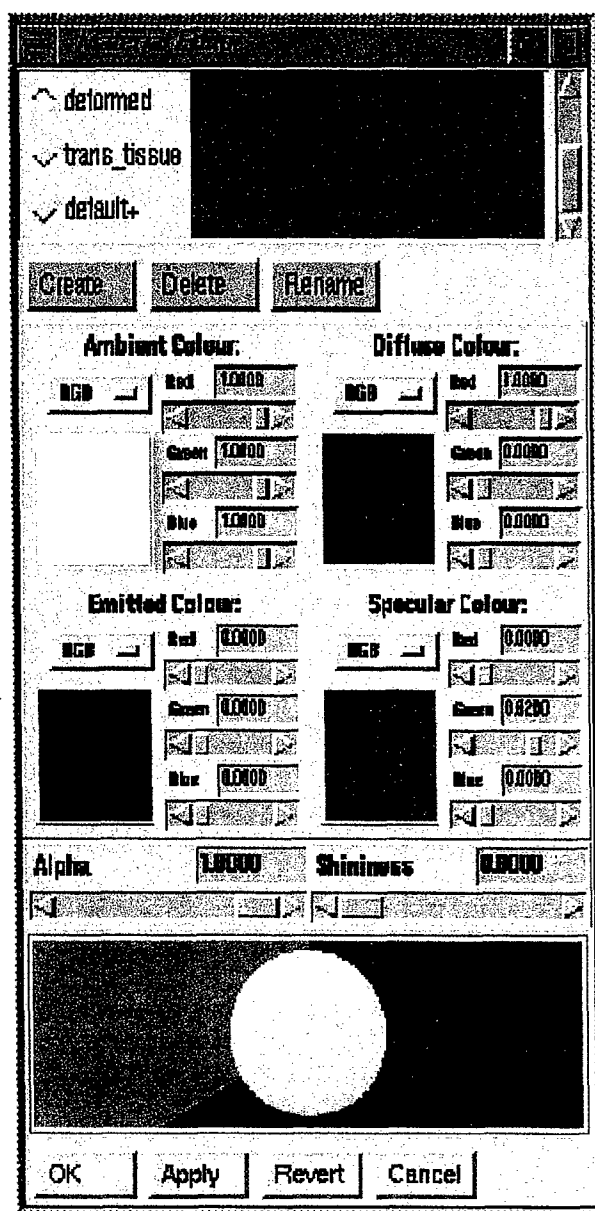 deformed
trans_tissue
default+
Create Delete Rename
Ambient Colour: Diffuse Colour:
RGB Red 1.0000 RGB Red 1.0000
Green 1.0000 Green 0.0000
Blue 1.0000 Blue 0.0000
Emitted Colour: Specular Colour:
RGB Red 0.0000 RGB Red 0.0000
Green 0.0000 Green 0.8200
Blue 0.0000 Blue 0.0000
Alpha 1.0000 Shininess 0.0000
OK Apply Revert Cancel